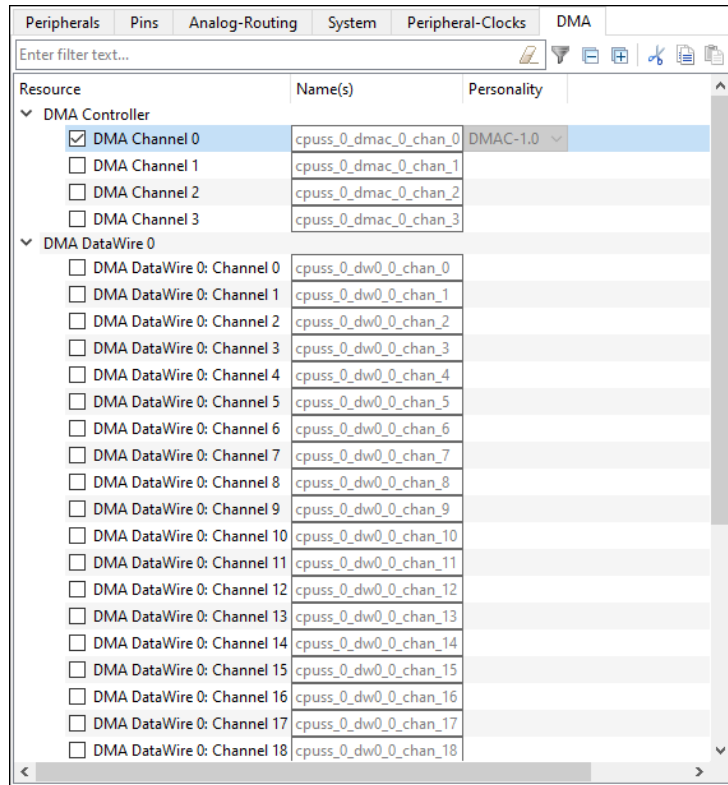 Peripherals Pins Analog-Routing System Peripheral-Clocks DMA
Enter filter text...
Resource Name(s) Personality
DMA Controller
DMA Channel 0 cpuss_0_dmac_0_chan_0 DMAC-1.0
DMA Channel 1 cpuss_0_dmac_0_chan_1
DMA Channel 2 cpuss_0_dmac_0_chan_2
DMA Channel 3 cpuss_0_dmac_0_chan_3
DMA DataWire 0
DMA DataWire 0: Channel 0 cpuss_0_dw0_0_chan_0
DMA DataWire 0: Channel 1 cpuss_0_dw0_0_chan_1
DMA DataWire 0: Channel 2 cpuss_0_dw0_0_chan_2
DMA DataWire 0: Channel 3 cpuss_0_dw0_0_chan_3
DMA DataWire 0: Channel 4 cpuss_0_dw0_0_chan_4
DMA DataWire 0: Channel 5 cpuss_0_dw0_0_chan_5
DMA DataWire 0: Channel 6 cpuss_0_dw0_0_chan_6
DMA DataWire 0: Channel 7 cpuss_0_dw0_0_chan_7
DMA DataWire 0: Channel 8 cpuss_0_dw0_0_chan_8
DMA DataWire 0: Channel 9 cpuss_0_dw0_0_chan_9
DMA DataWire 0: Channel 10 cpuss_0_dw0_0_chan_10
DMA DataWire 0: Channel 11 cpuss_0_dw0_0_chan_11
DMA DataWire 0: Channel 12 cpuss_0_dw0_0_chan_12
DMA DataWire 0: Channel 13 cpuss_0_dw0_0_chan_13
DMA DataWire 0: Channel 14 cpuss_0_dw0_0_chan_14
DMA DataWire 0: Channel 15 cpuss_0_dw0_0_chan_15
DMA DataWire 0: Channel 16 cpuss_0_dw0_0_chan_16
DMA DataWire 0: Channel 17 cpuss_0_dw0_0_chan_17
DMA DataWire 0: Channel 18 cpuss_0_dw0_0_chan_18